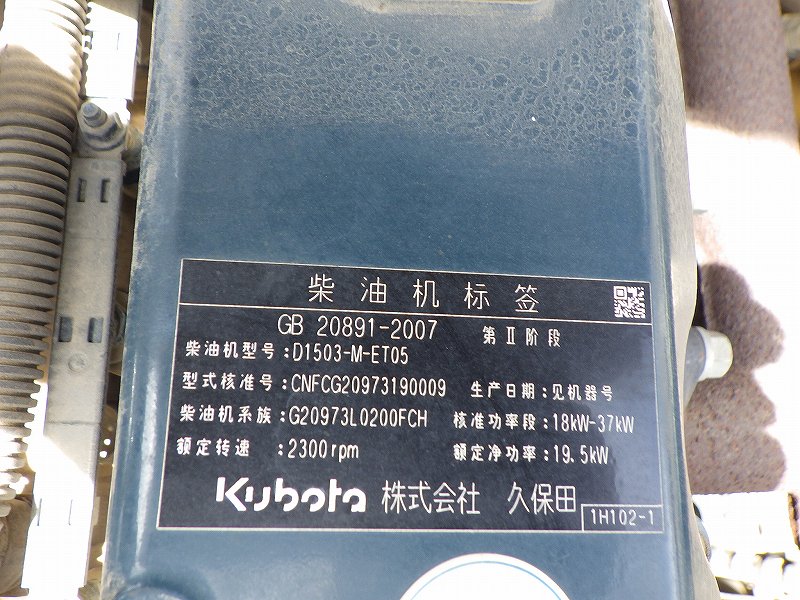 柴油机标签
GB 20891-2007 第Ⅱ阶段
柴油机型号:D1503-M-ET05
型式核准号:CNFCG20973190009 生产日期:见机器号
柴油机系族:G20973L0200FCH 核准功率段:18kW-37kW
额定转速 :2300rpm 额定净功率:19.5kW
Kubota 株式会社 久保田
1H102-1